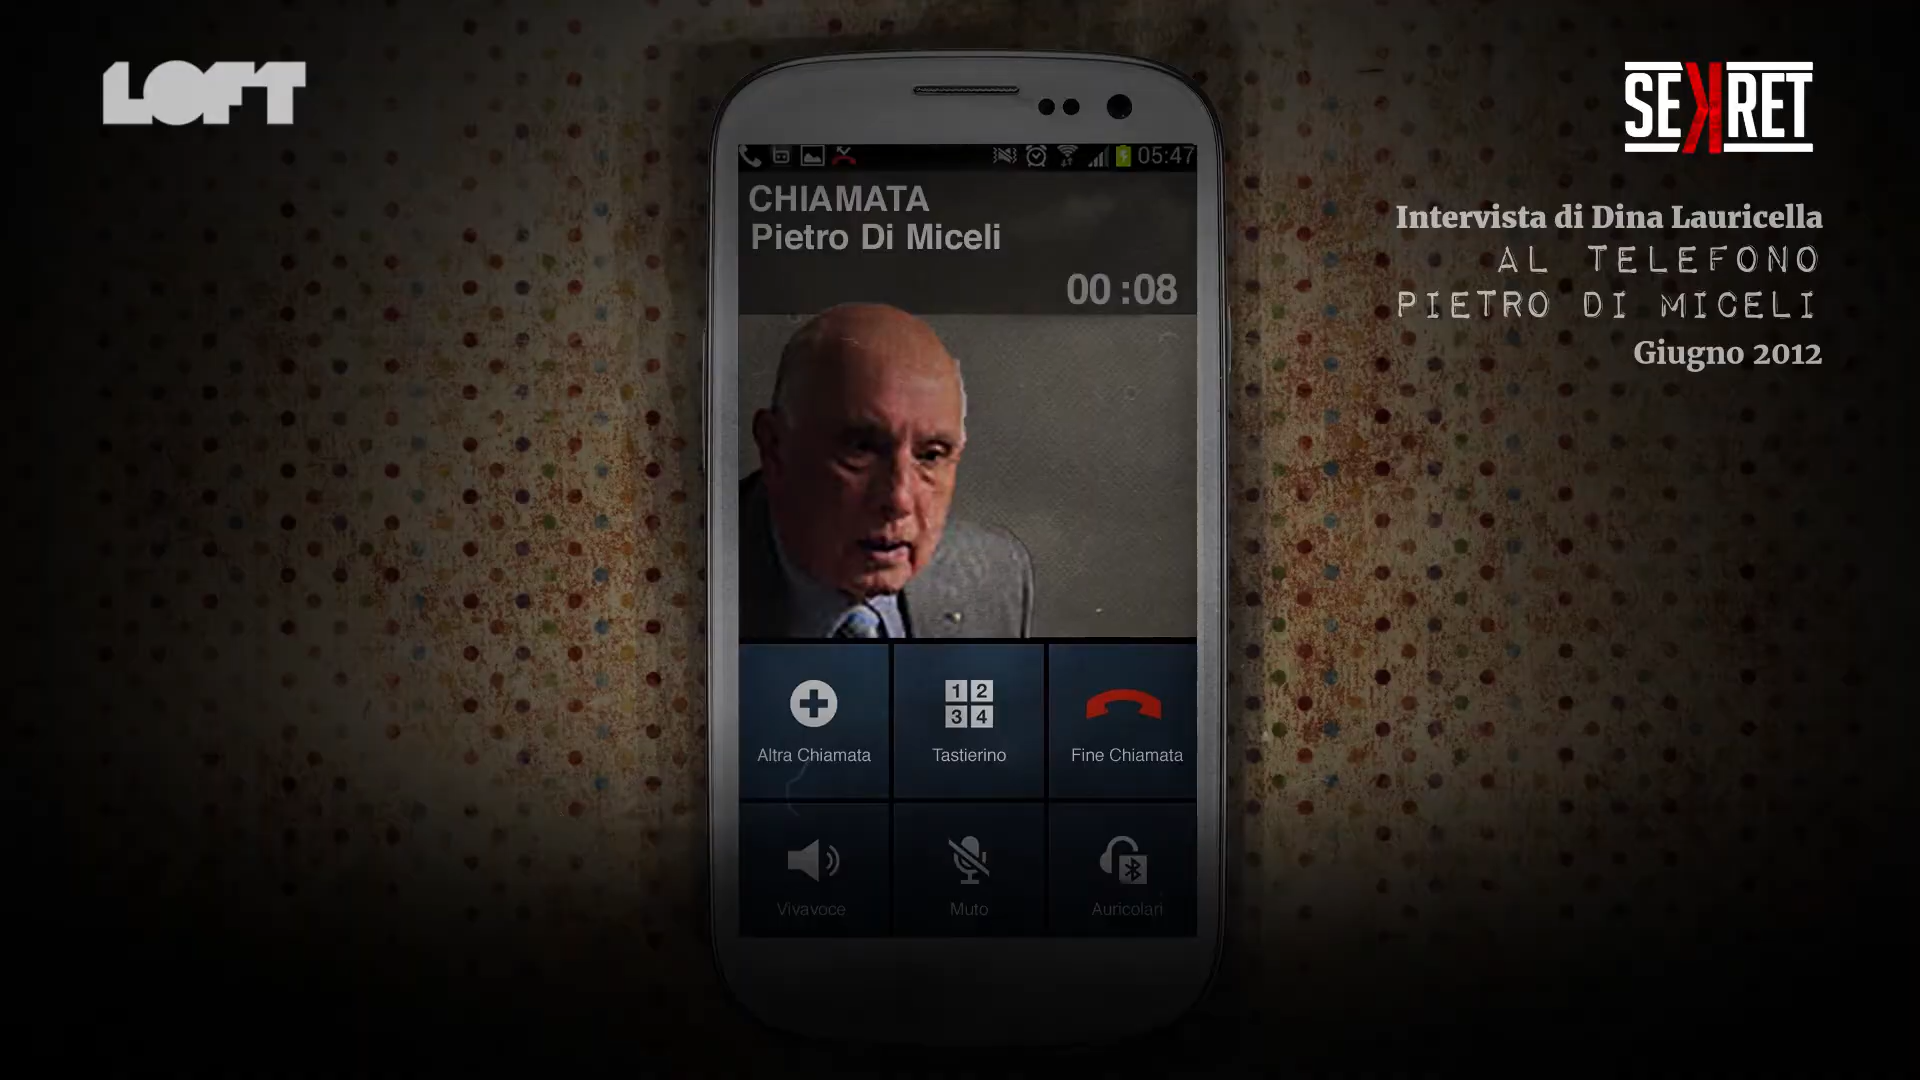 LOFT
SEKRET
Intervista di Dina Lauricella
AL TELEFONO
PIETRO DI MICELI
Giugno 2012
05:47
CHIAMATA
Pietro Di Miceli
00:08
1 2
3 4
Altra Chiamata
Tastierino
Fine Chiamata
Vivavoce
Muto
Auricolari